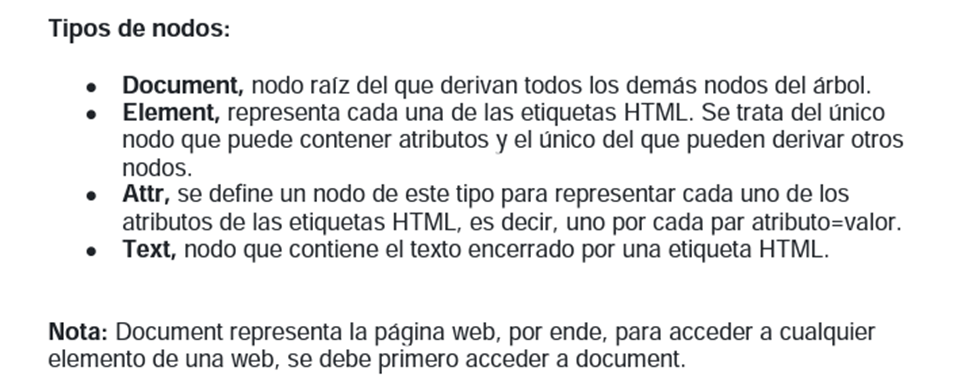 Tipos de nodos:
• Document, nodo raíz del que derivan todos los demás nodos del árbol.
• Element, representa cada una de las etiquetas HTML. Se trata del único
nodo que puede contener atributos y el único del que pueden derivar otros
nodos.
• Attr, se define un nodo de este tipo para representar cada uno de los
atributos de las etiquetas HTML, es decir, uno por cada par atributo=valor.
• Text, nodo que contiene el texto encerrado por una etiqueta HTML.
Nota: Document representa la página web, por ende, para acceder a cualquier
elemento de una web, se debe primero acceder a document.